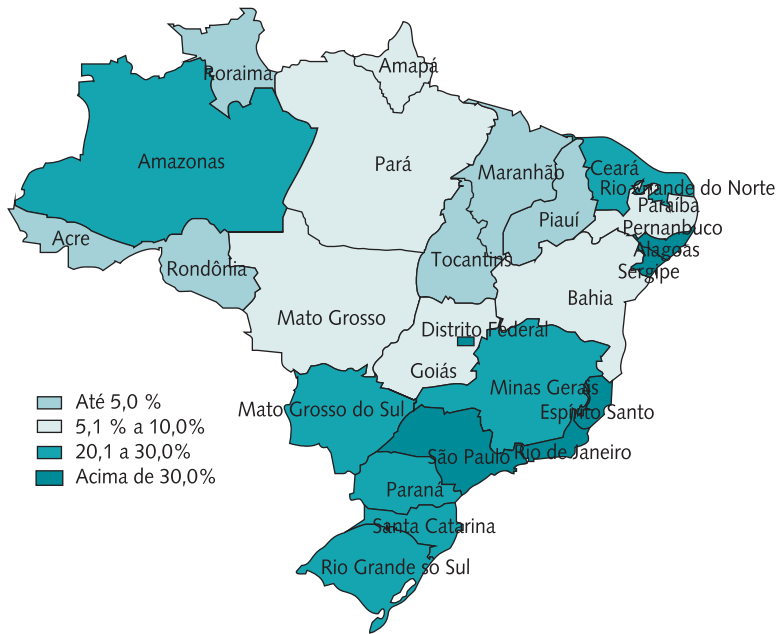 Roraima
Amapá
Amazonas
Pará
Maranhão
Ceará
Rio Grande do Norte
Paraíba
Piauí
Pernambuco
Acre
Alagoas
Rondônia
Tocantins
Sergipe
Bahia
Mato Grosso
Distrito Federal
Goiás
Minas Gerais
Até 5,0 %
Mato Grosso do Sul
Espírito Santo
5,1 % a 10,0%
20,1 a 30,0%
Rio de Janeiro
São Paulo
Acima de 30,0%
Paraná
Santa Catarina
Rio Grande so Sul